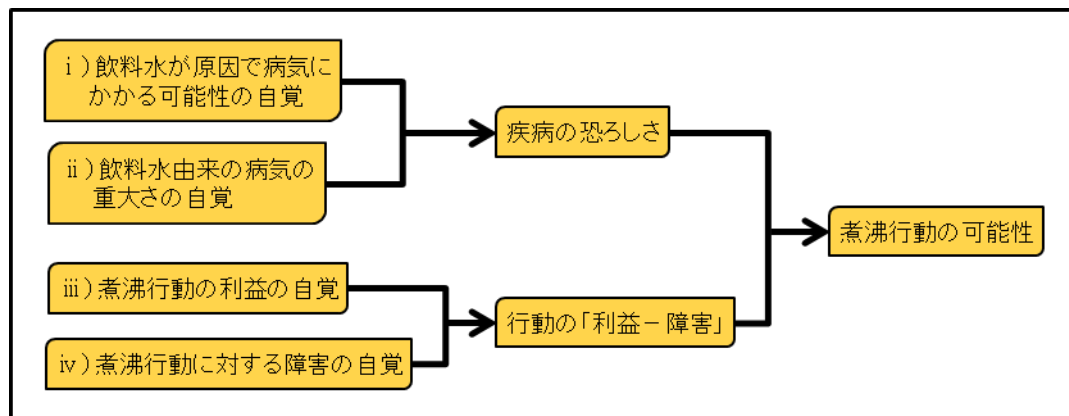 ⅰ)飲料水が原因で病気に
かかる可能性の自覚
ⅱ)飲料水由来の病気の
重大さの自覚
疾病の恐ろしさ
ⅲ)煮沸行動の利益の自覚
ⅳ)煮沸行動に対する障害の自覚
行動の「利益－障害」
煮沸行動の可能性